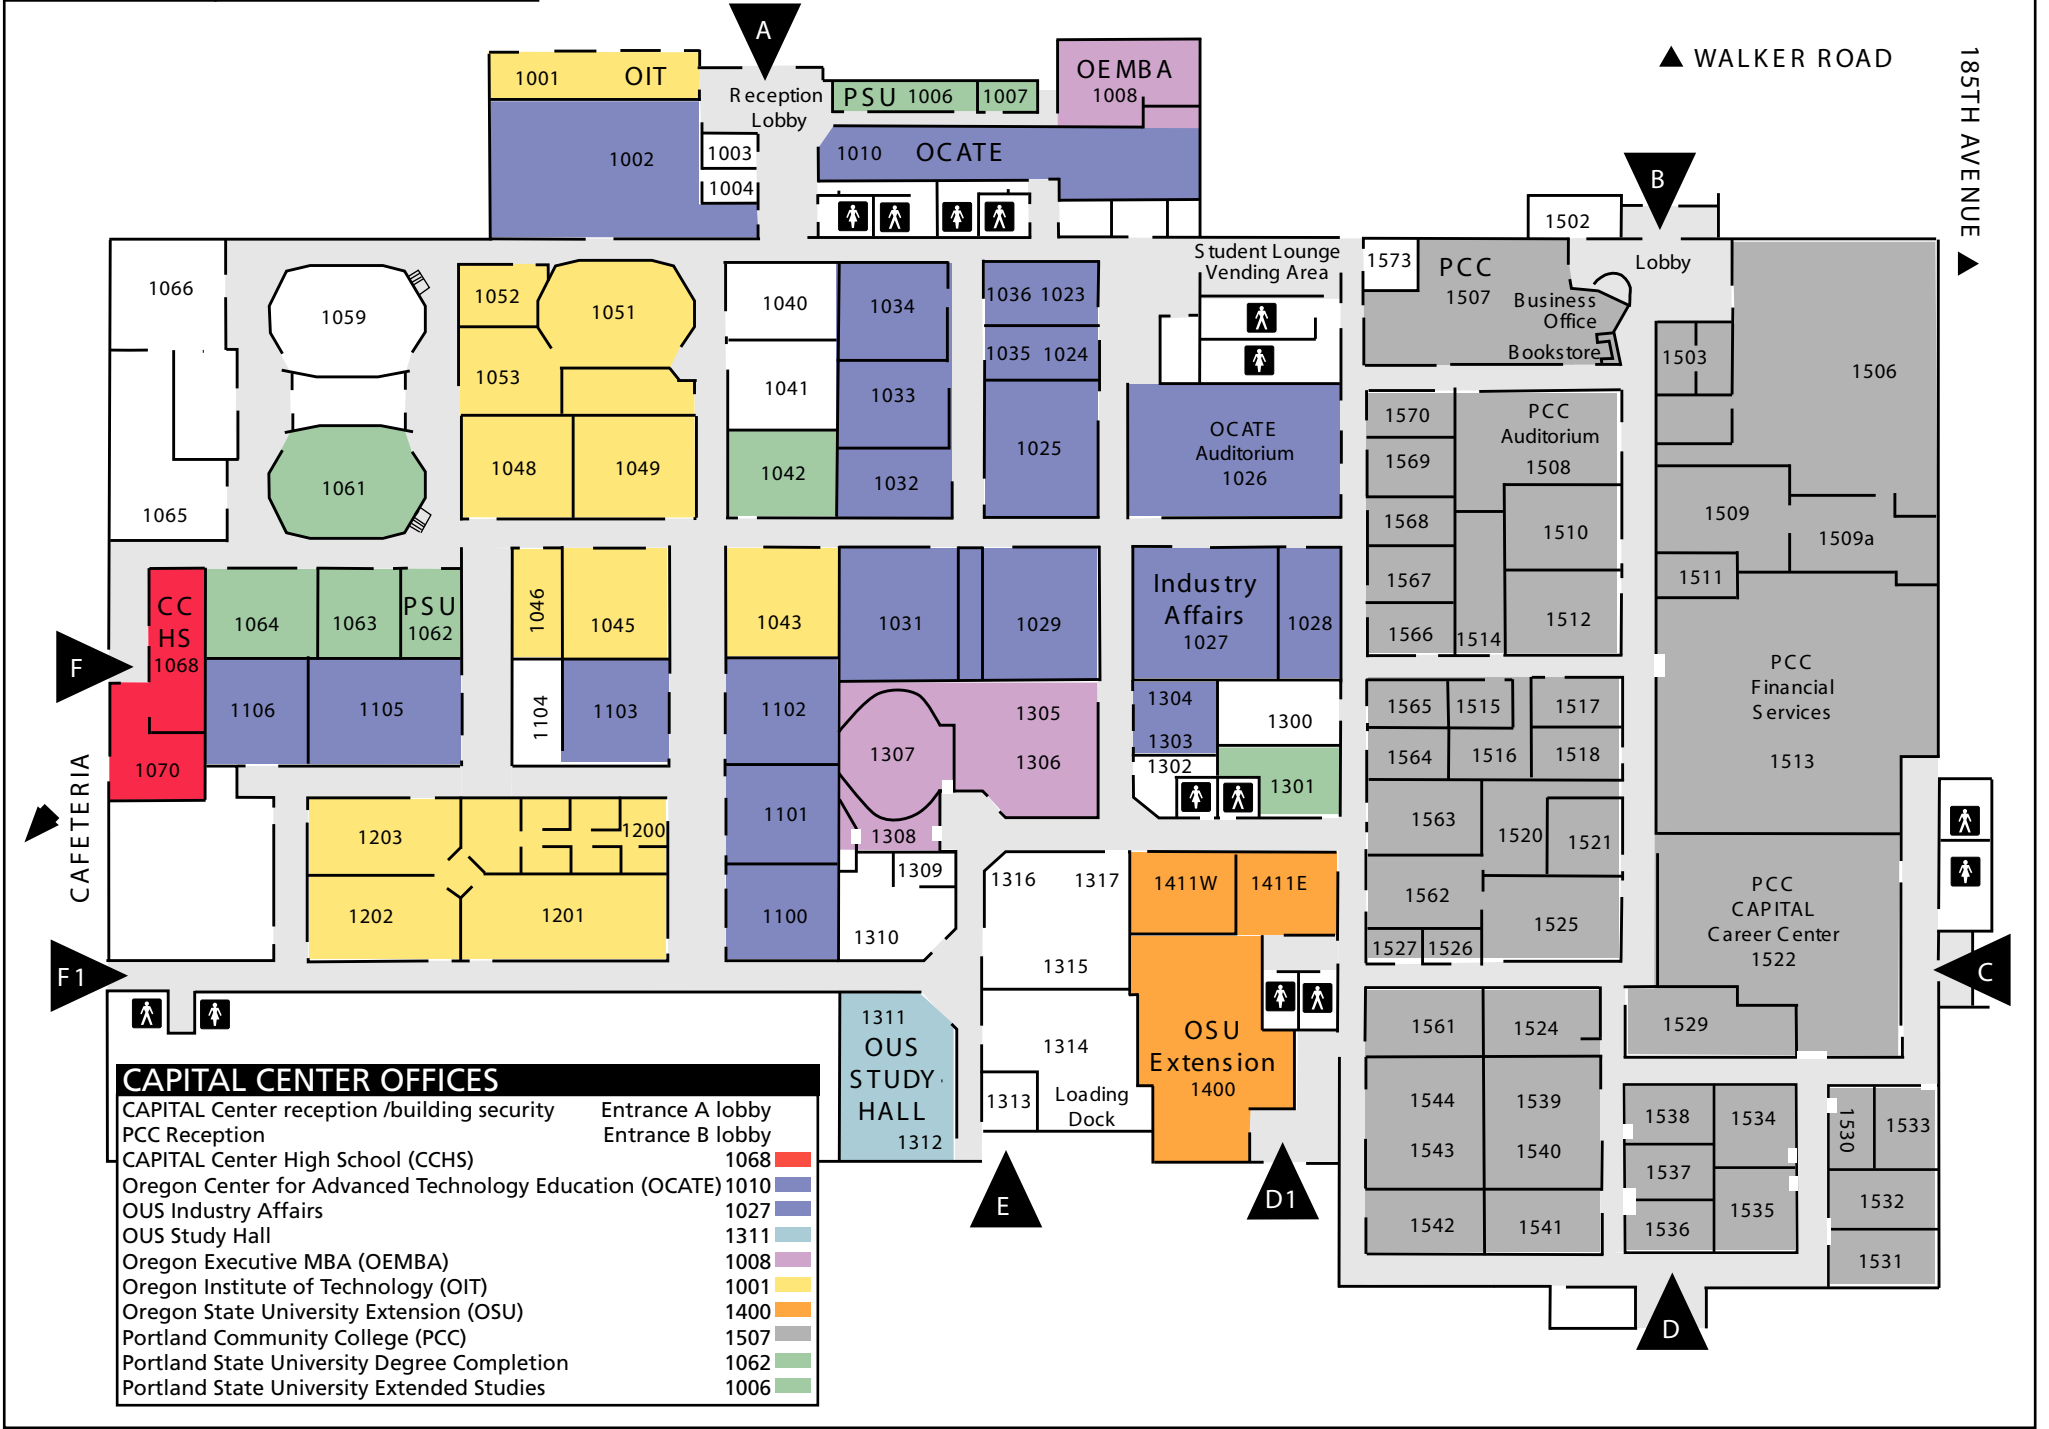 A
WALKER ROAD
185TH AVENUE
1001 OIT
OEMBA
1008
Reception
Lobby
PSU 1006
1007
1002
1003
1004
1010 OCATE
B
1502
1066
1059
1052
1051
1053
1040
1034
1036 1023
Student Lounge
Vending Area
1573
PCC
1507
Lobby
Business
Office
Bookstore
1035 1024
1041
1033
1503
1506
1570
PCC
Auditorium
1508
1065
1061
1048
1049
1042
1032
1025
OCATE
Auditorium
1026
1569
1568
1510
1509
1509a
1511
CC
HS
1068
1064
1063
PSU
1062
1046
1045
1043
1031
1029
Industry
Affairs
1027
1028
1567
1566
1514
1512
F
1106
1105
1104
1103
1102
1305
1307
1306
1304
1303
1302
1300
1301
1565
1515
1517
1564
1516
1518
PCC
Financial
Services
1513
1070
CAFETERIA
1203
1200
1101
1308
1309
1563
1520
1521
1202
1201
1100
1310
1316
1317
1315
1411W
1411E
1562
1525
1527
1526
PCC
CAPITAL
Career Center
1522
C
F1
1311
OUS
STUDY
HALL
1312
1314
1313
Loading
Dock
OSU
Extension
1400
1561
1524
1529
1544
1539
1543
1540
1542
1541
1538
1534
1537
1535
1536
1530
1533
1532
1531
E
D1
D
CAPITAL CENTER OFFICES
CAPITAL Center reception /building security Entrance A lobby
PCC Reception Entrance B lobby
CAPITAL Center High School (CCHS) 1068
Oregon Center for Advanced Technology Education (OCATE) 1010
OUS Industry Affairs 1027
OUS Study Hall 1311
Oregon Executive MBA (OEMBA) 1008
Oregon Institute of Technology (OIT) 1001
Oregon State University Extension (OSU) 1400
Portland Community College (PCC) 1507
Portland State University Degree Completion 1062
Portland State University Extended Studies 1006